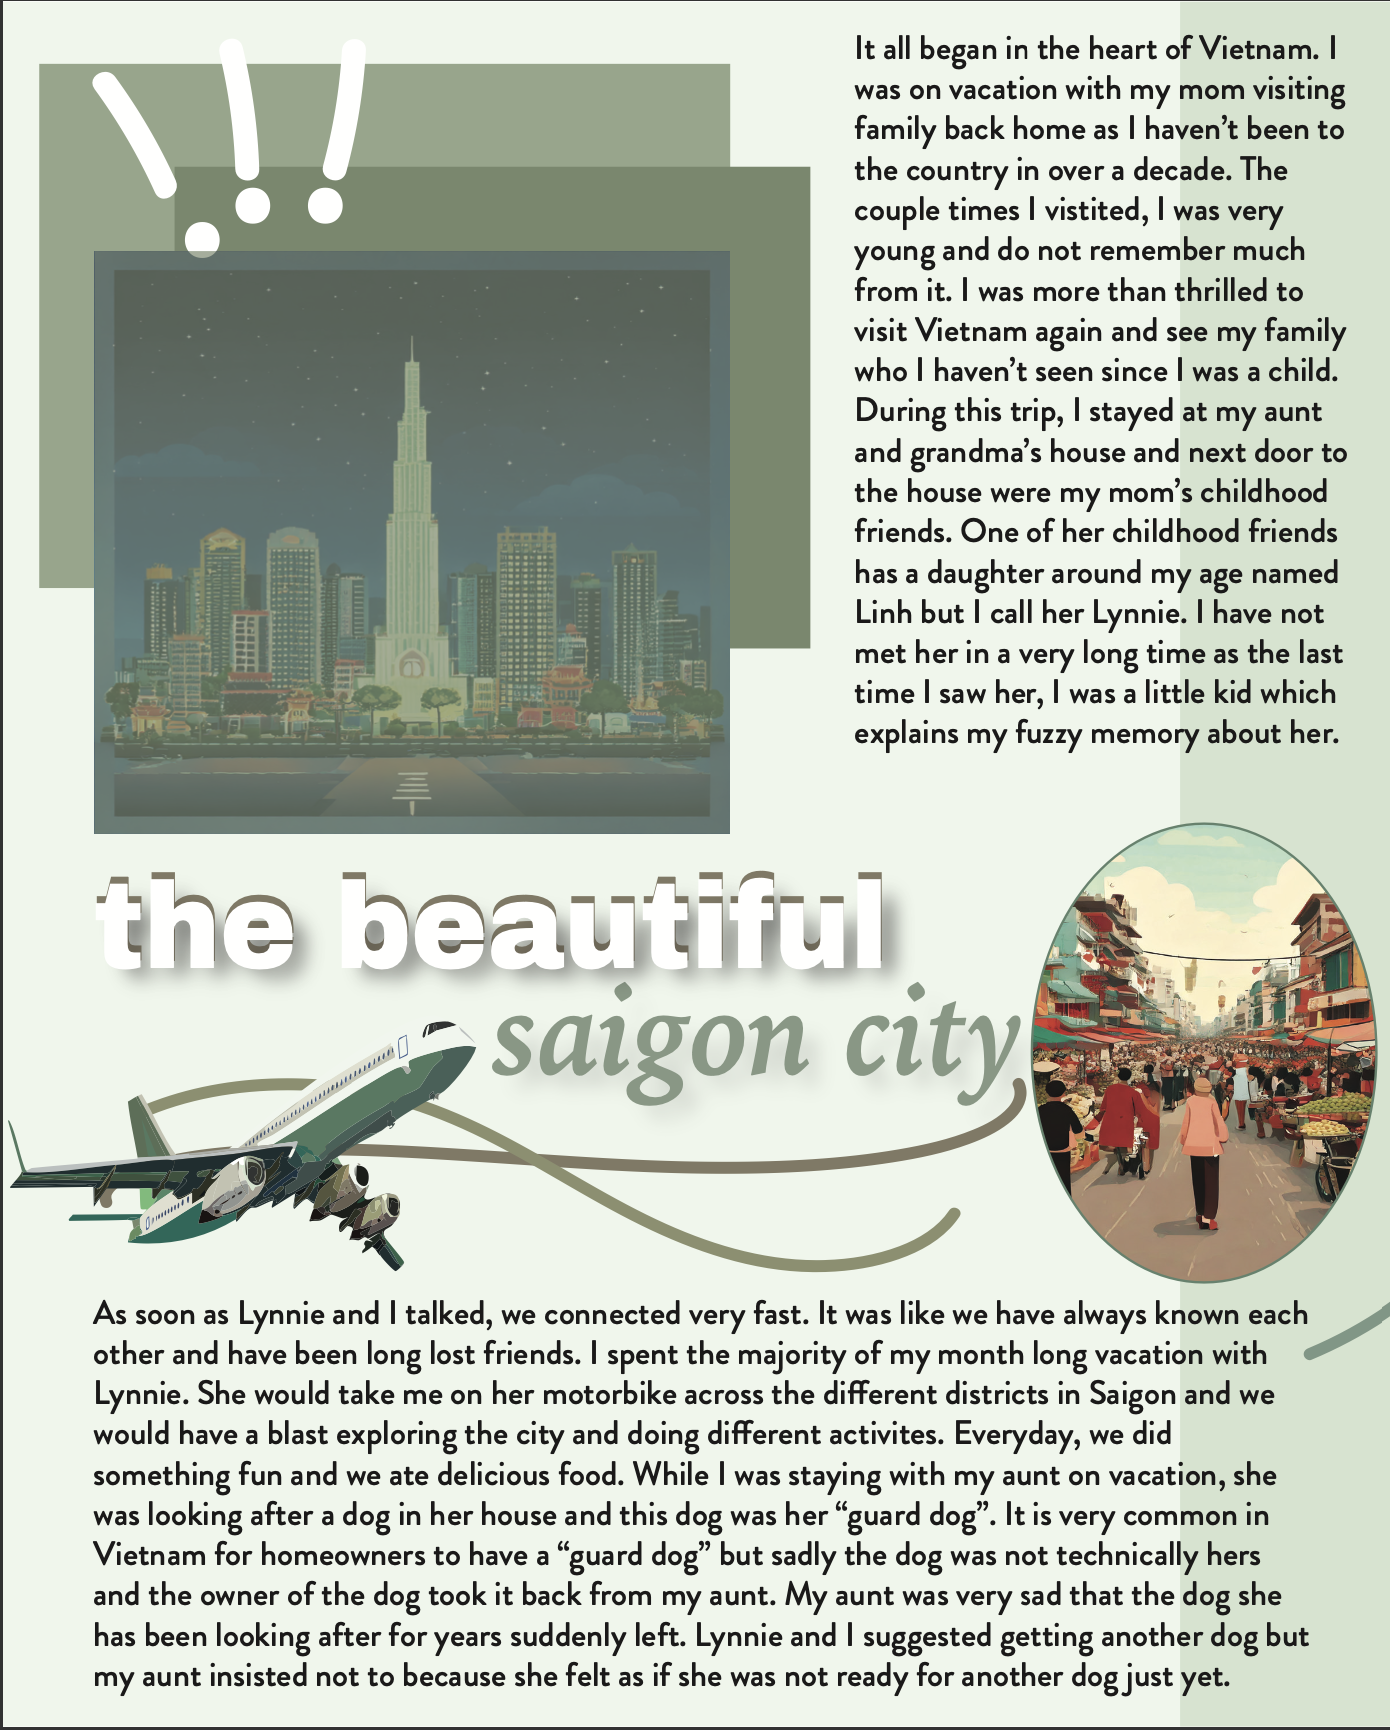 It all began in the heart of Vietnam. I
was on vacation with my mom visiting
family back home as I haven’t been to
the country in over a decade. The
couple times I vistited, I was very
young and do not remember much
from it. I was more than thrilled to
visit Vietnam again and see my family
who I haven’t seen since I was a child.
During this trip, I stayed at my aunt
and grandma’s house and next door to
the house were my mom’s childhood
friends. One of her childhood friends
has a daughter around my age named
Linh but I call her Lynnie. I have not
met her in a very long time as the last
time I saw her, I was a little kid which
explains my fuzzy memory about her.
!!!
the beautiful
saigon city
As soon as Lynnie and I talked, we connected very fast. It was like we have always known each
other and have been long lost friends. I spent the majority of my month long vacation with
Lynnie. She would take me on her motorbike across the different districts in Saigon and we
would have a blast exploring the city and doing different activites. Everyday, we did
something fun and we ate delicious food. While I was staying with my aunt on vacation, she
was looking after a dog in her house and this dog was her “guard dog”. It is very common in
Vietnam for homeowners to have a “guard dog” but sadly the dog was not technically hers
and the owner of the dog took it back from my aunt. My aunt was very sad that the dog she
has been looking after for years suddenly left. Lynnie and I suggested getting another dog but
my aunt insisted not to because she felt as if she was not ready for another dog just yet.